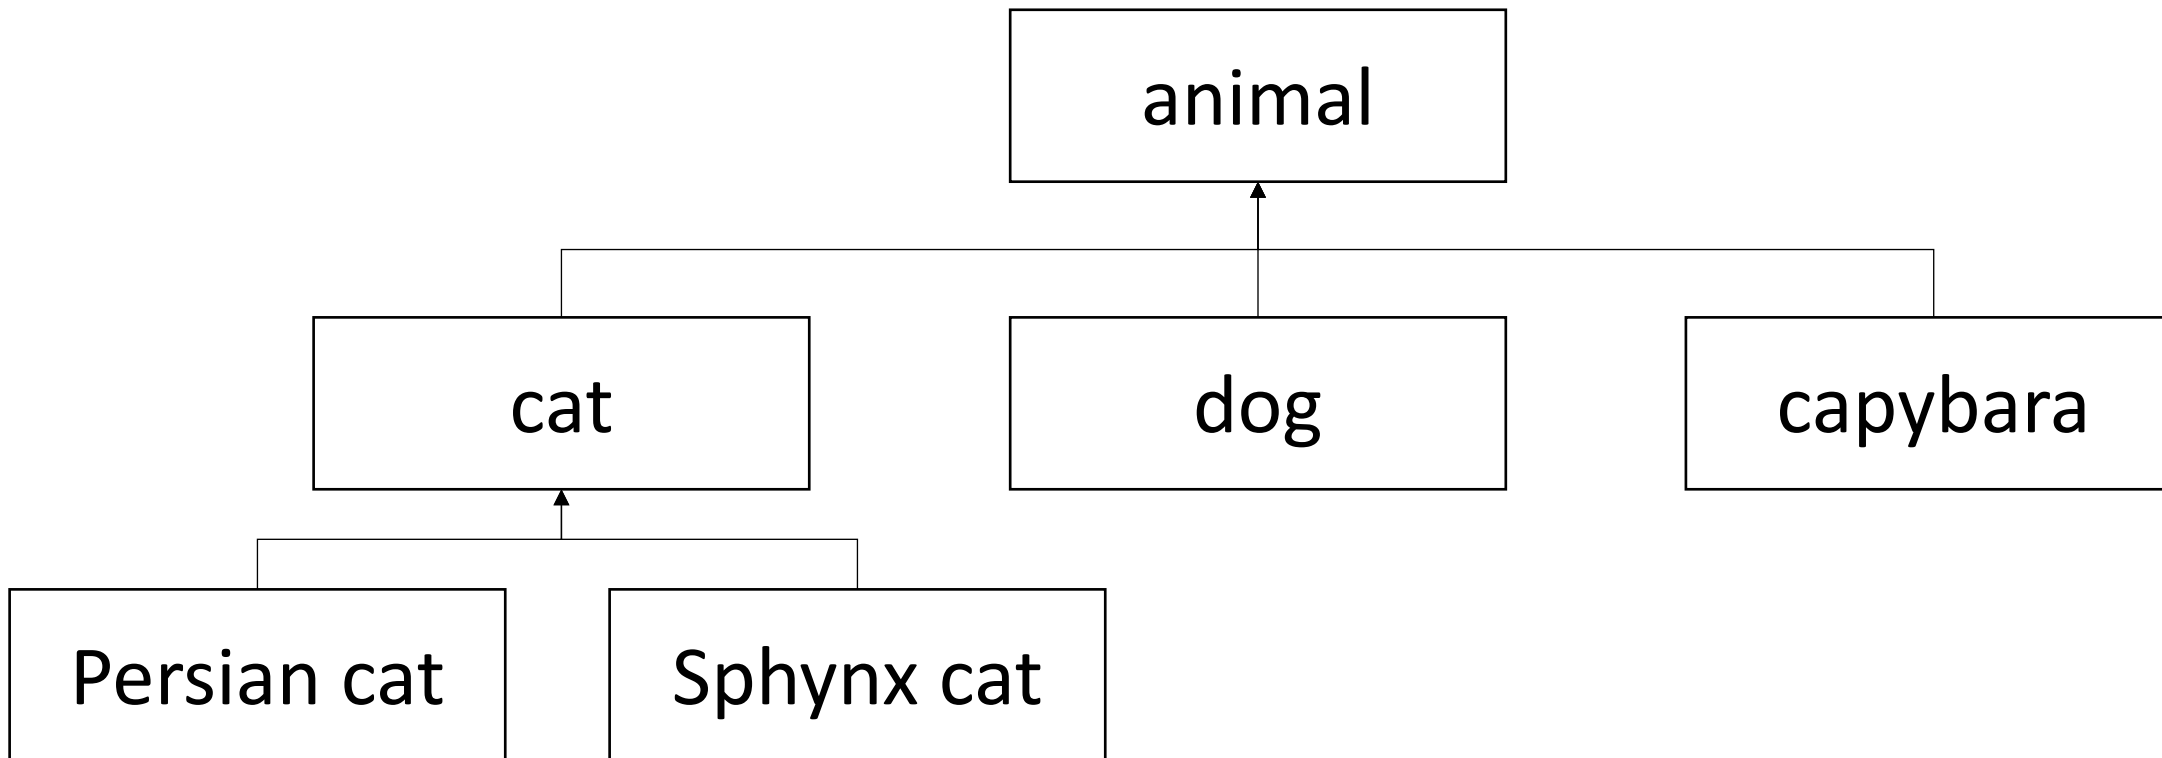 animal
cat
dog
capybara
Persian cat
Sphynx cat